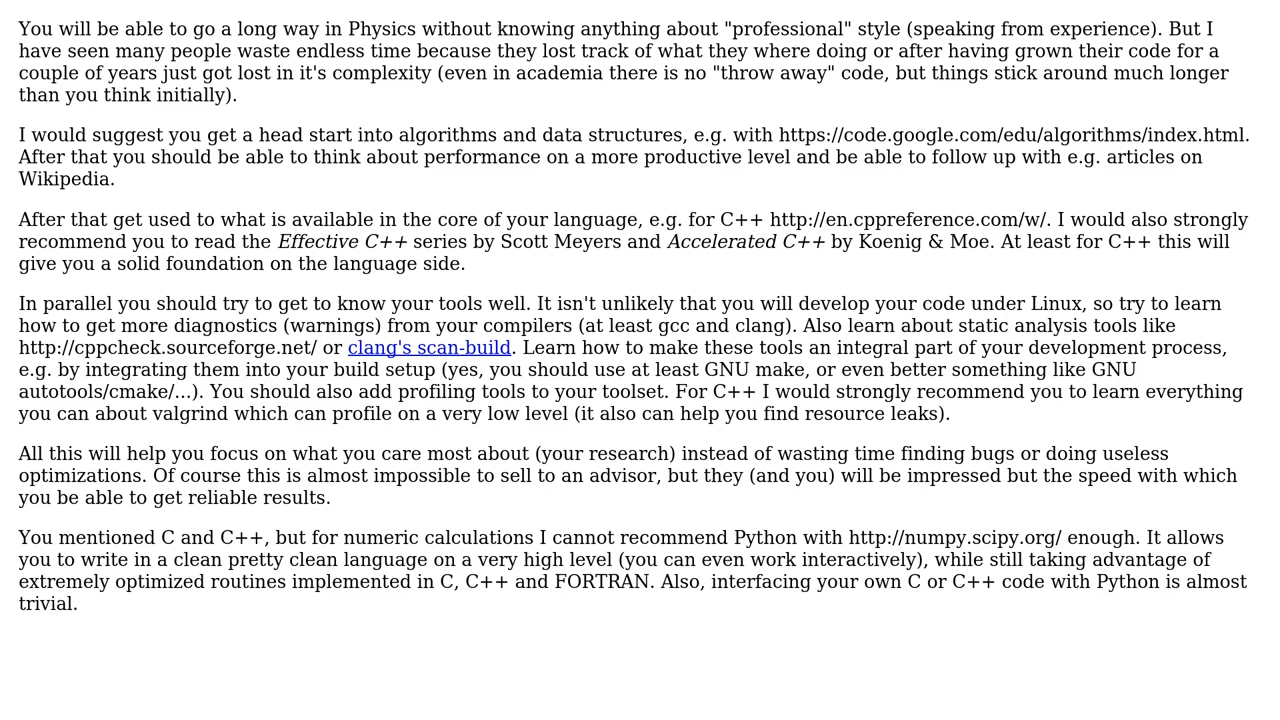 You will be able to go a long way in Physics without knowing anything about "professional" style (speaking from experience). But I
have seen many people waste endless time because they lost track of what they where doing or after having grown their code for a
couple of years just got lost in it's complexity (even in academia there is no "throw away" code, but things stick around much longer
than you think initially).
I would suggest you get a head start into algorithms and data structures, e.g. with https://code.google.com/edu/algorithms/index.html.
After that you should be able to think about performance on a more productive level and be able to follow up with e.g. articles on
Wikipedia.
After that get used to what is available in the core of your language, e.g. for C++ http://en.cppreference.com/w/. I would also strongly
recommend you to read the Effective C++ series by Scott Meyers and Accelerated C++ by Koenig & Moe. At least for C++ this will
give you a solid foundation on the language side.
In parallel you should try to get to know your tools well. It isn't unlikely that you will develop your code under Linux, so try to learn
how to get more diagnostics (warnings) from your compilers (at least gcc and clang). Also learn about static analysis tools like
http://cppcheck.sourceforge.net/ or clang's scan-build. Learn how to make these tools an integral part of your development process,
e.g. by integrating them into your build setup (yes, you should use at least GNU make, or even better something like GNU
autotools/cmake/...). You should also add profiling tools to your toolset. For C++ I would strongly recommend you to learn everything
you can about valgrind which can profile on a very low level (it also can help you find resource leaks).
All this will help you focus on what you care most about (your research) instead of wasting time finding bugs or doing useless
optimizations. Of course this is almost impossible to sell to an advisor, but they (and you) will be impressed but the speed with which
you be able to get reliable results.
You mentioned C and C++, but for numeric calculations I cannot recommend Python with http://numpy.scipy.org/ enough. It allows
you to write in a clean pretty clean language on a very high level (you can even work interactively), while still taking advantage of
extremely optimized routines implemented in C, C++ and FORTRAN. Also, interfacing your own C or C++ code with Python is almost
trivial.